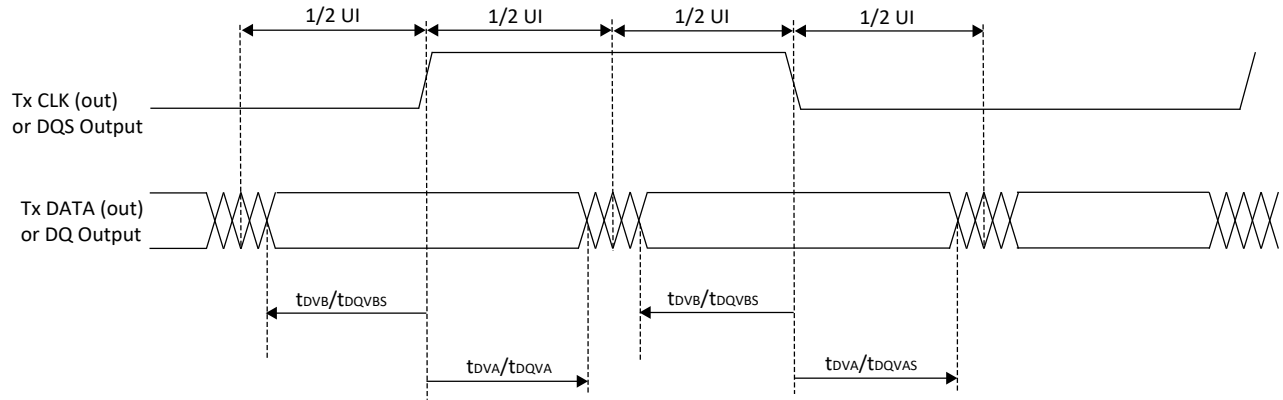 1/2 UI
1/2 UI
1/2 UI
1/2 UI
Tx CLK (out)
or DQS Output
Tx DATA (out)
or DQ Output
tDVB/tDQVBS
tDVB/tDQVBS
tDVA/tDQVA
tDVA/tDQVAS